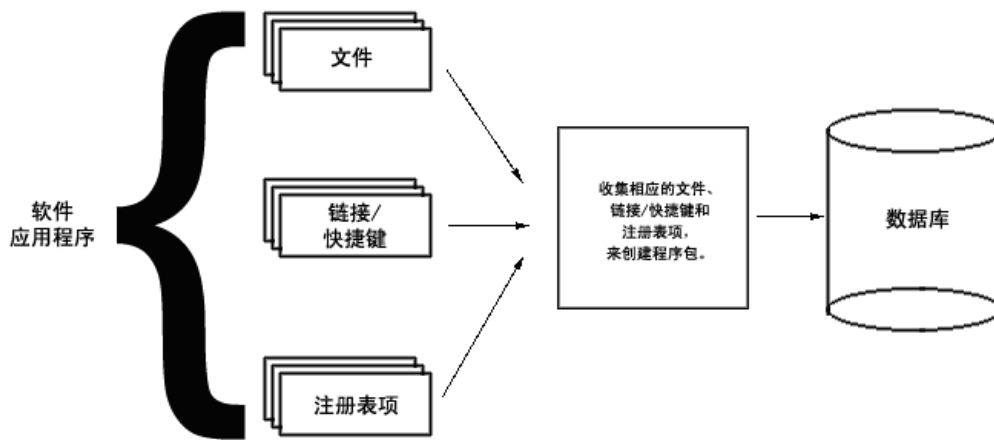 软件
应用程序
文件
链接/
快捷键
注册表项
收集相应的文件、
链接/快捷键和
注册表项，
来创建程序包。
数据库